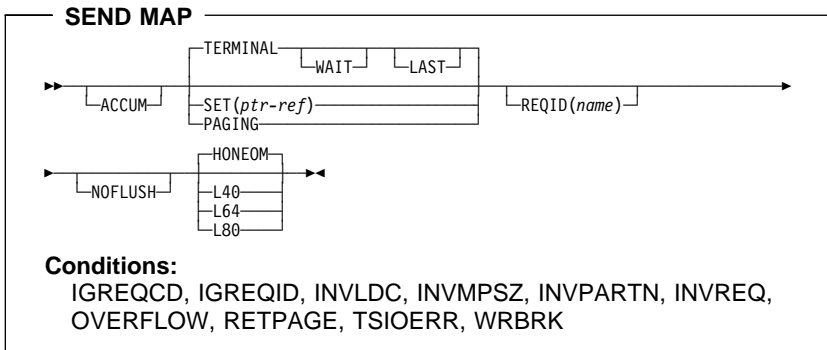 SEND MAP
TERMINAL
WAIT LAST
ACCUM SET(ptr-ref) REQID(name)
PAGING
HONEOM
NOFLUSH L40
L64
L80
Conditions:
IGREQCD, IGREQID, INVLDC, INVMPSZ, INVPARTN, INVREQ,
OVERFLOW, RETPAGE, TSIOERR, WRBRK